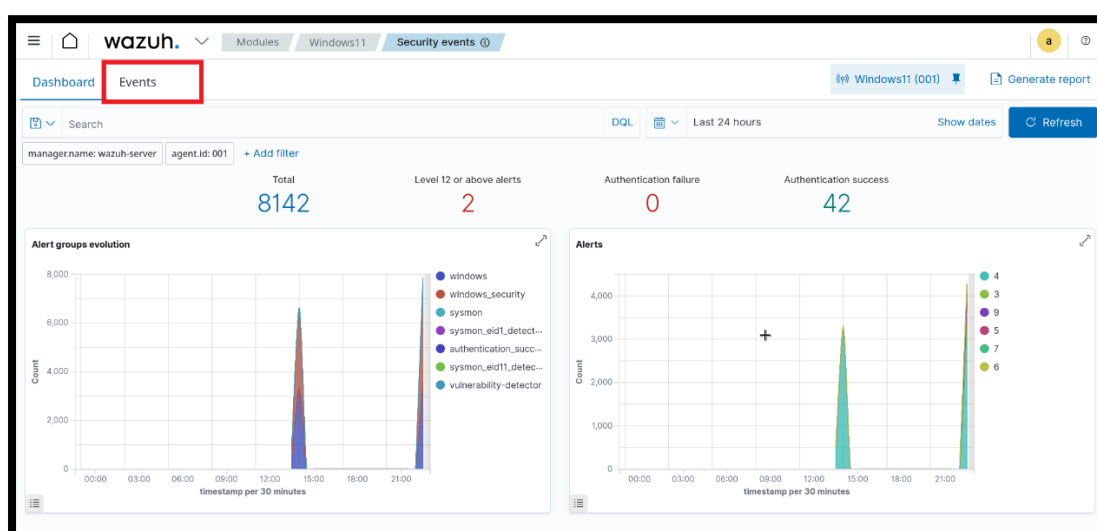 wazuh. Modules Windows11 Security events a
Dashboard Events Windows11 (001) Generate report
Search DQL Last 24 hours Show dates Refresh
manager.name: wazuh-server agent.id: 001 + Add filter
Total Level 12 or above alerts Authentication failure Authentication success
8142 2 0 42
Alert groups evolution
8,000
6,000
4,000
2,000
0
Count
00:00 03:00 06:00 09:00 12:00 15:00 18:00 21:00
timestamp per 30 minutes
windows
windows_security
sysmon
sysmon_eid1_detect...
authentication_succ...
sysmon_eid11_detec...
vulnerability-detector
Alerts
4,000
3,000
2,000
1,000
0
Count
00:00 03:00 06:00 09:00 12:00 15:00 18:00 21:00
timestamp per 30 minutes
4
3
9
5
7
6